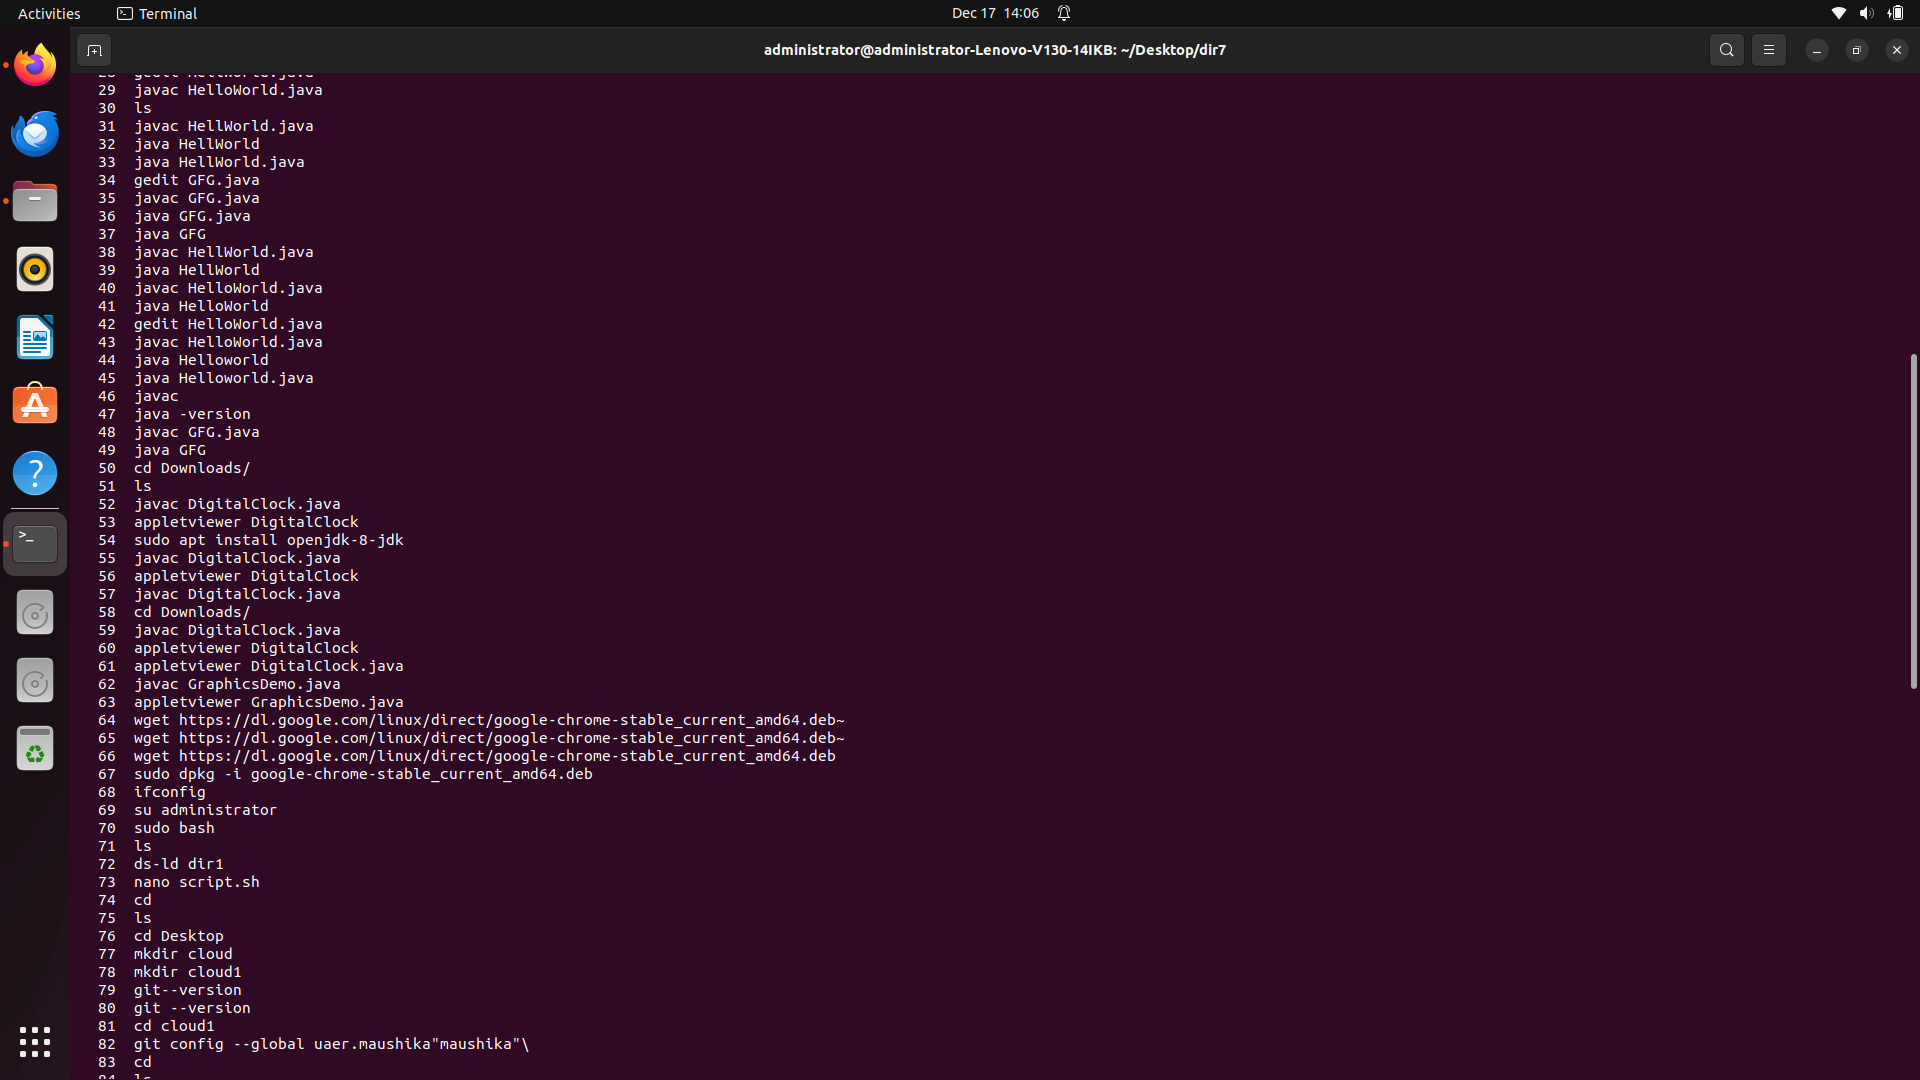 Activities
Terminal
Dec 17 14:06
administrator@administrator-Lenovo-V130-14IKB: ~/Desktop/dir7
29 javac HelloWorld.java
30 ls
31 javac HellWorld.java
32 java HellWorld
33 java HellWorld.java
34 gedit GFG.java
35 javac GFG.java
36 java GFG.java
37 java GFG
38 javac HellWorld.java
39 java HellWorld
40 javac HelloWorld.java
41 java HelloWorld
42 gedit HelloWorld.java
43 javac HelloWorld.java
44 java Helloworld
45 java Helloworld.java
46 javac
47 java -version
48 javac GFG.java
49 java GFG
50 cd Downloads/
51 ls
52 javac DigitalClock.java
53 appletviewer DigitalClock
54 sudo apt install openjdk-8-jdk
55 javac DigitalClock.java
56 appletviewer DigitalClock
57 javac DigitalClock.java
58 cd Downloads/
59 javac DigitalClock.java
60 appletviewer DigitalClock
61 appletviewer DigitalClock.java
62 javac GraphicsDemo.java
63 appletviewer GraphicsDemo.java
64 wget https://dl.google.com/linux/direct/google-chrome-stable_current_amd64.deb~
65 wget https://dl.google.com/linux/direct/google-chrome-stable_current_amd64.deb~
66 wget https://dl.google.com/linux/direct/google-chrome-stable_current_amd64.deb
67 sudo dpkg -i google-chrome-stable_current_amd64.deb
68 ifconfig
69 su administrator
70 sudo bash
71 ls
72 ds-ld dir1
73 nano script.sh
74 cd
75 ls
76 cd Desktop
77 mkdir cloud
78 mkdir cloud1
79 git--version
80 git --version
81 cd cloud1
82 git config --global uaer.maushika"maushika"\
83 cd